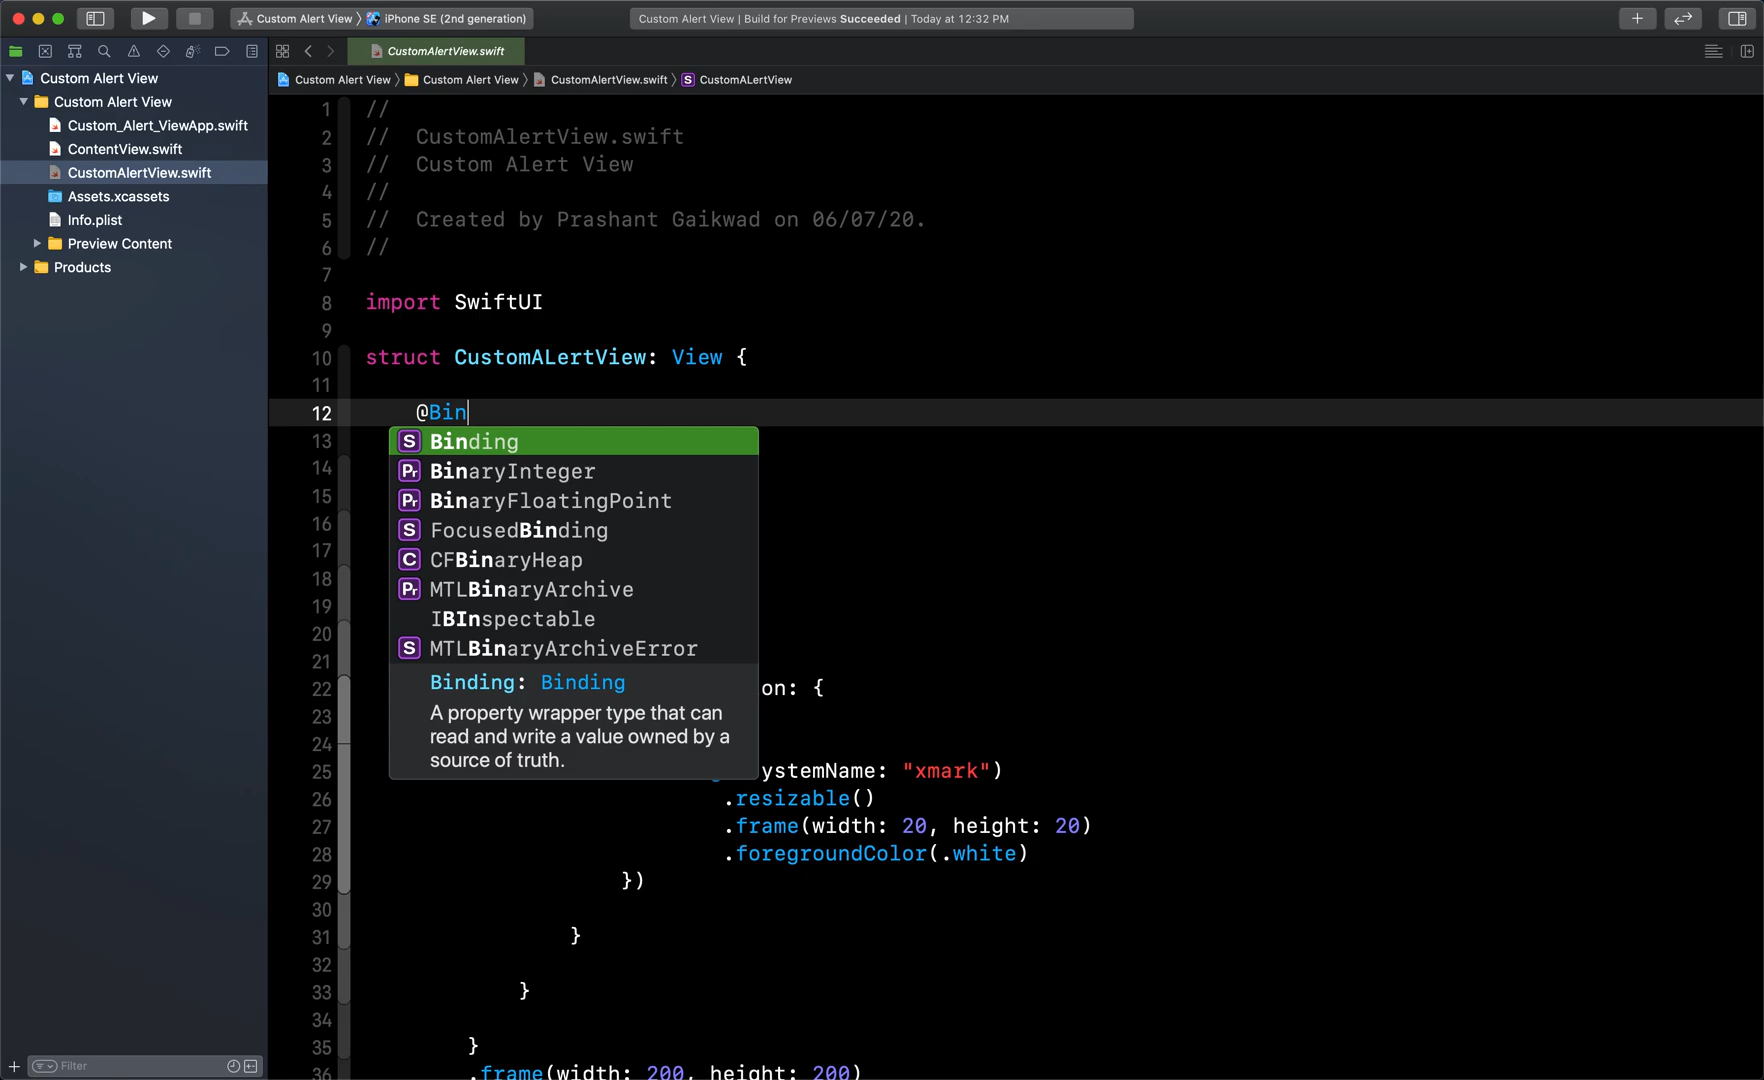 Custom Alert View 〉 iPhone SE (2nd generation)
Custom Alert View | Build for Previews Succeeded | Today at 12:32 PM
CustomAlertView.swift
Custom Alert View 〉 Custom Alert View 〉 CustomAlertView.swift 〉 S CustomALertView
Custom Alert View
Custom Alert View
Custom_Alert_ViewApp.swift
ContentView.swift
CustomAlertView.swift
Assets.xcassets
Info.plist
Preview Content
Products
Filter
1 //
2 // CustomAlertView.swift
3 // Custom Alert View
4 //
5 // Created by Prashant Gaikwad on 06/07/20.
6 //
7
8 import SwiftUI
9
10 struct CustomALertView: View {
11
12 @Bin
13
14
15
16
17
18
19
20
21
22 on: {
23
24
25 ystemName: "xmark")
26 .resizable()
27 .frame(width: 20, height: 20)
28 .foregroundColor(.white)
29 })
30
31 }
32
33 }
34
35 }
36 .frame(width: 200, height: 200)
S Binding
Pr BinaryInteger
Pr BinaryFloatingPoint
S FocusedBinding
C CFBinaryHeap
Pr MTLBinaryArchive
IBInspectable
S MTLBinaryArchiveError
Binding: Binding
A property wrapper type that can
read and write a value owned by a
source of truth.